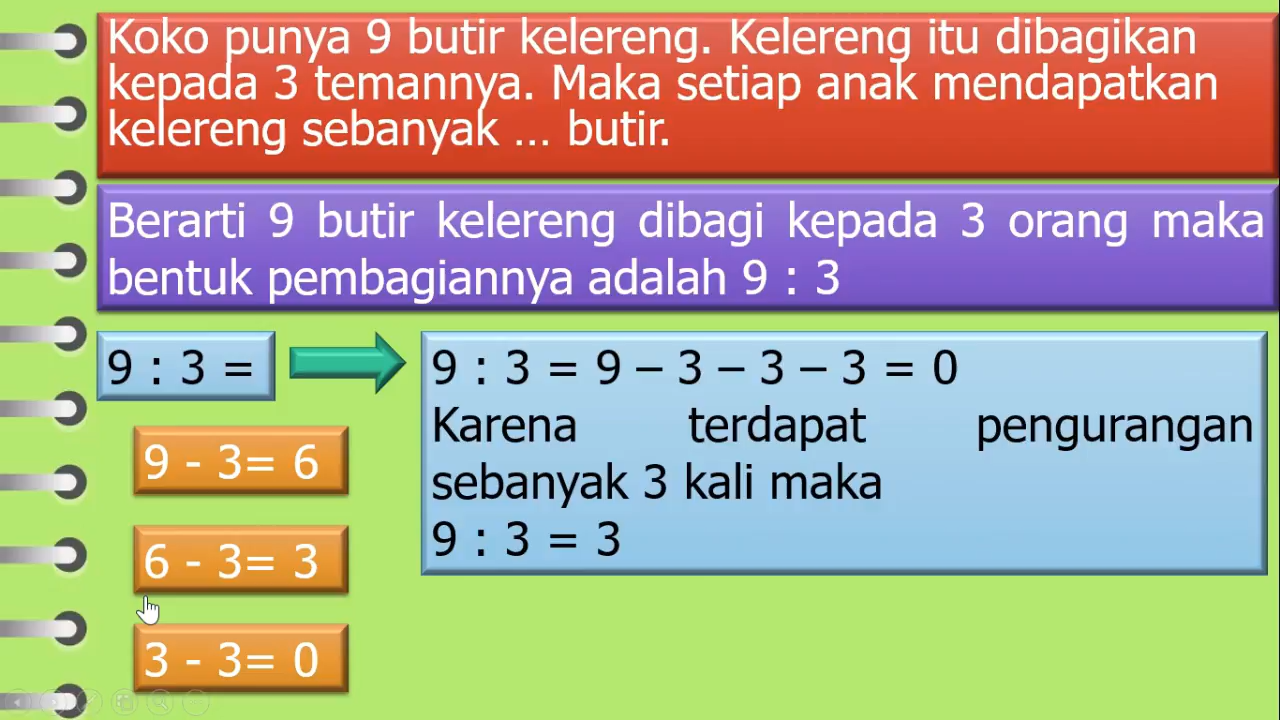 Koko punya 9 butir kelereng. Kelereng itu dibagikan
kepada 3 temannya. Maka setiap anak mendapatkan
kelereng sebanyak ... butir.
Berarti 9 butir kelereng dibagi kepada 3 orang maka
bentuk pembagiannya adalah 9 : 3
9 : 3 =
9 : 3 = 9 – 3 – 3 – 3 = 0
Karena terdapat pengurangan
sebanyak 3 kali maka
9 : 3 = 3
9 - 3= 6
6 - 3= 3
3 - 3= 0